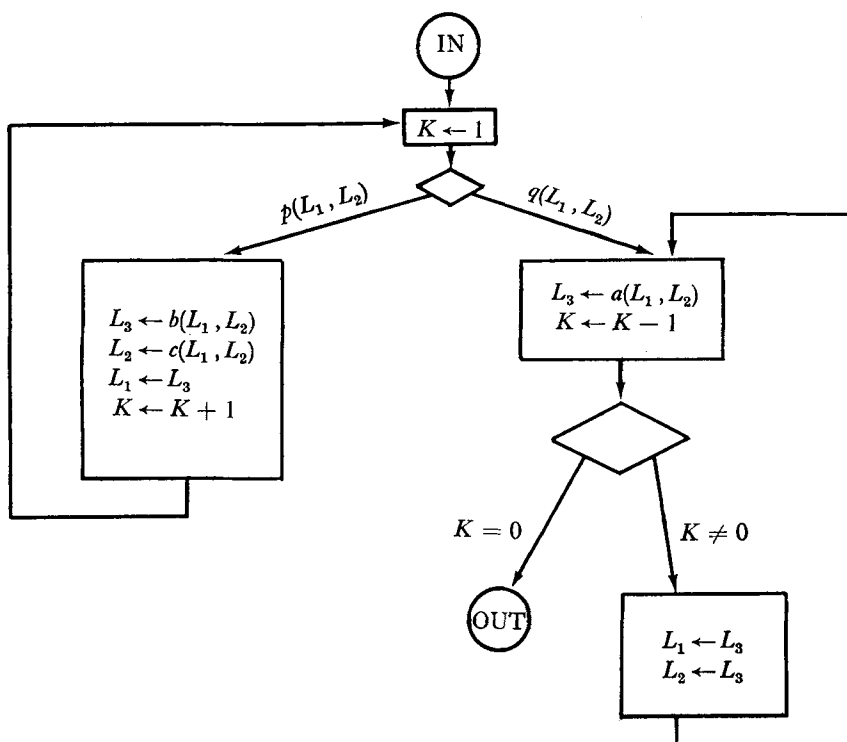 IN
K ← 1
p(L₁, L₂)
q(L₁, L₂)
L₃ ← b(L₁, L₂)
L₂ ← c(L₁, L₂)
L₁ ← L₃
K ← K + 1
L₃ ← a(L₁, L₂)
K ← K − 1
K = 0
K ≠ 0
OUT
L₁ ← L₃
L₂ ← L₃